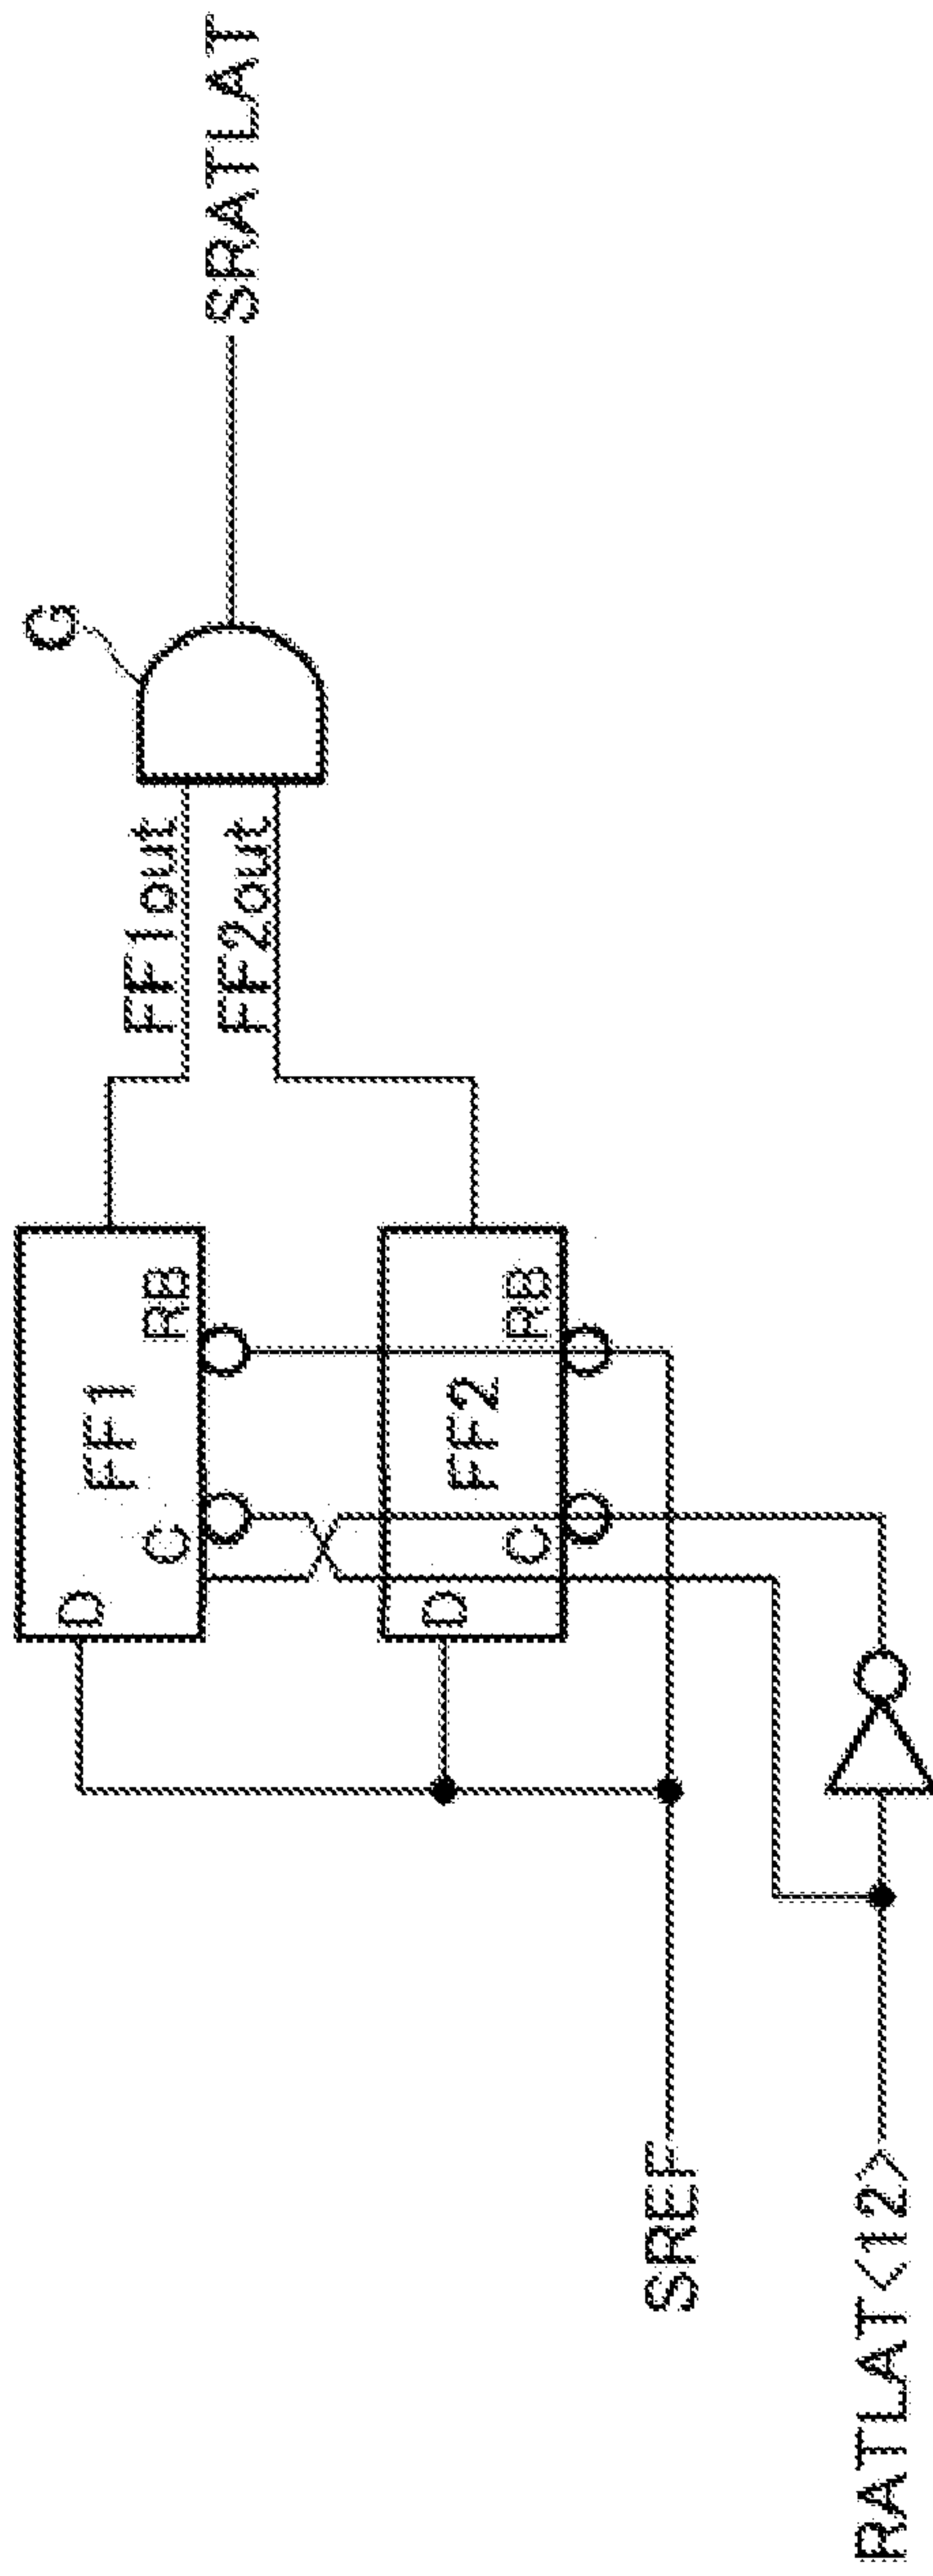 D
FF1
C
RB
FF1out
G
SRATLAT
FF2out
D
FF2
C
RB
SREF
RATLAT<12>